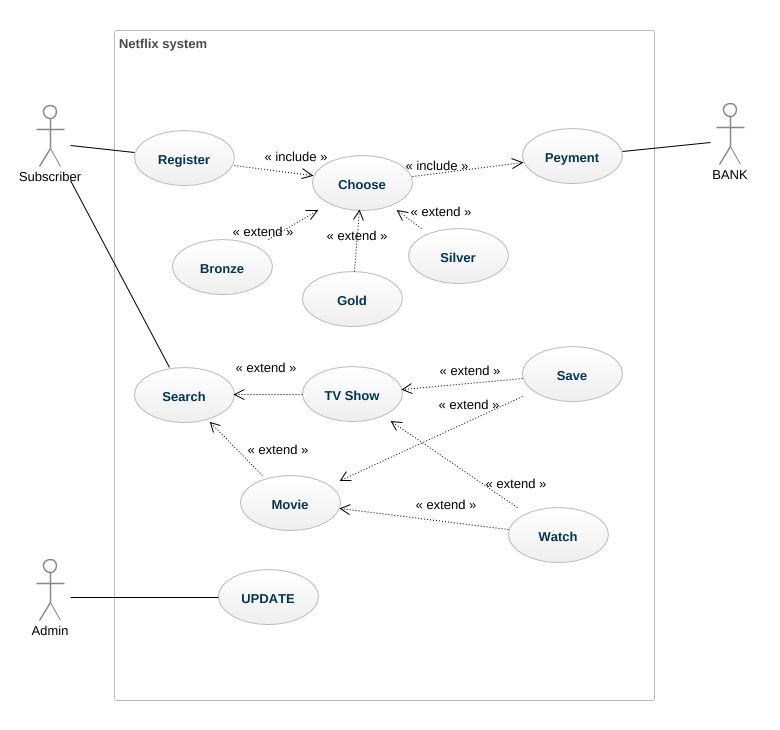 Netflix system
Subscriber
BANK
Register
« include »
Choose
« include »
Peyment
« extend »
« extend »
« extend »
Bronze
Gold
Silver
Search
« extend »
TV Show
« extend »
Save
« extend »
« extend »
Movie
« extend »
« extend »
Watch
Admin
UPDATE